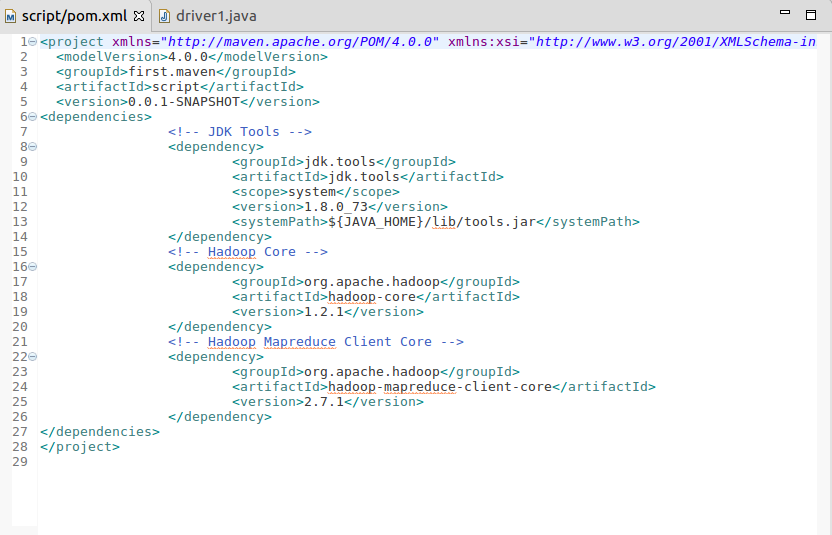 script/pom.xml driver1.java
1 <project xmlns="http://maven.apache.org/POM/4.0.0" xmlns:xsi="http://www.w3.org/2001/XMLSchema-in
2 <modelVersion>4.0.0</modelVersion>
3 <groupId>first.maven</groupId>
4 <artifactId>script</artifactId>
5 <version>0.0.1-SNAPSHOT</version>
6 <dependencies>
7 <!-- JDK Tools -->
8 <dependency>
9 <groupId>jdk.tools</groupId>
10 <artifactId>jdk.tools</artifactId>
11 <scope>system</scope>
12 <version>1.8.0_73</version>
13 <systemPath>${JAVA_HOME}/lib/tools.jar</systemPath>
14 </dependency>
15 <!-- Hadoop Core -->
16 <dependency>
17 <groupId>org.apache.hadoop</groupId>
18 <artifactId>hadoop-core</artifactId>
19 <version>1.2.1</version>
20 </dependency>
21 <!-- Hadoop Mapreduce Client Core -->
22 <dependency>
23 <groupId>org.apache.hadoop</groupId>
24 <artifactId>hadoop-mapreduce-client-core</artifactId>
25 <version>2.7.1</version>
26 </dependency>
27 </dependencies>
28 </project>
29